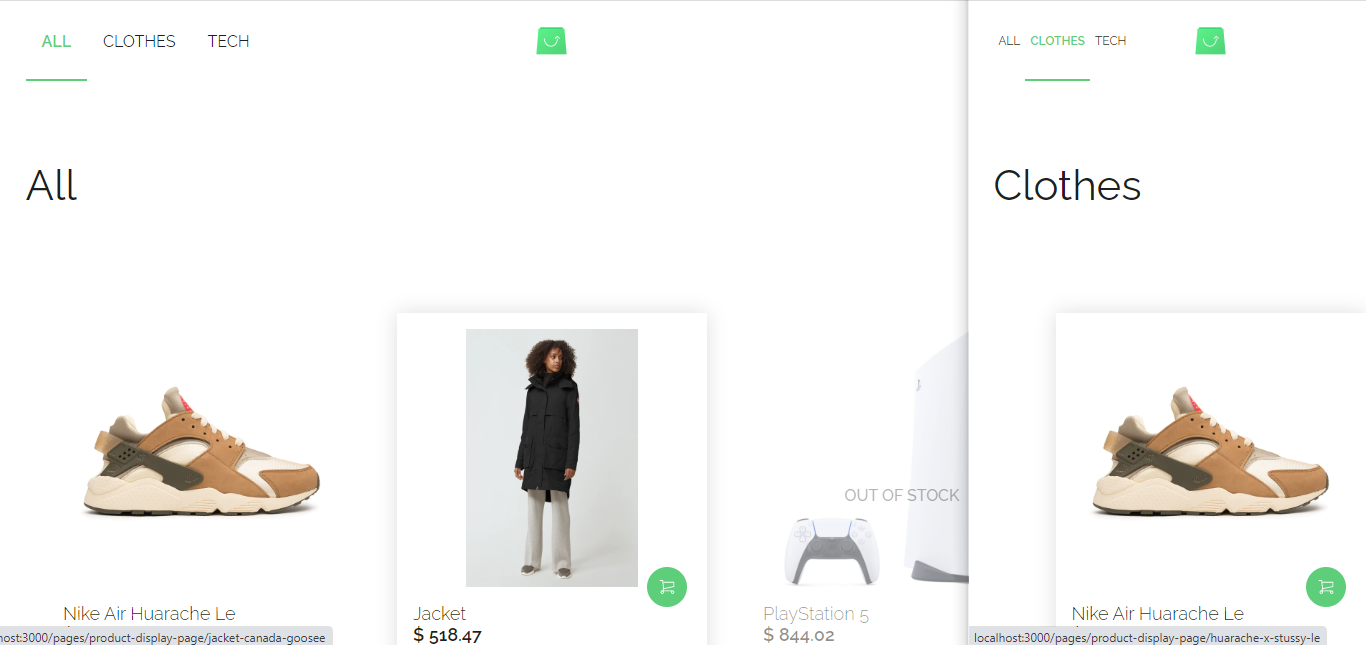 ALL CLOTHES TECH
All
OUT OF STOCK
Nike Air Huarache Le
Jacket
$ 518.47
PlayStation 5
$ 844.02
host:3000/pages/product-display-page/jacket-canada-goosee
ALL CLOTHES TECH
Clothes
Nike Air Huarache Le
localhost:3000/pages/product-display-page/huarache-x-stussy-le